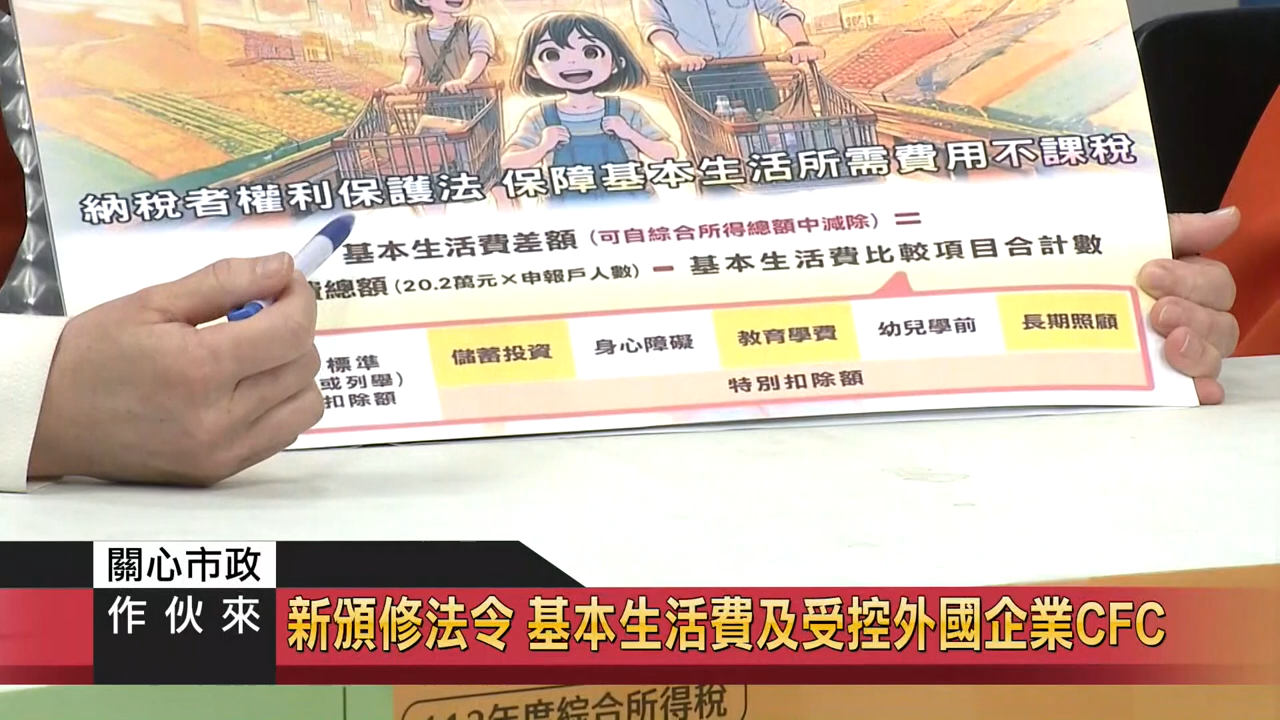 納稅者權利保護法 保障基本生活所需費用不課稅
基本生活費差額(可自綜合所得總額中減除) =
費總額(20.2萬元×申報戶人數) - 基本生活費比較項目合計數
標準
或列舉)
扣除額
儲蓄投資
身心障礙
教育學費
幼兒學前
長期照顧
特別扣除額
關心市政
作伙來
新頒修法令 基本生活費及受控外國企業CFC
112年度綜合所得稅